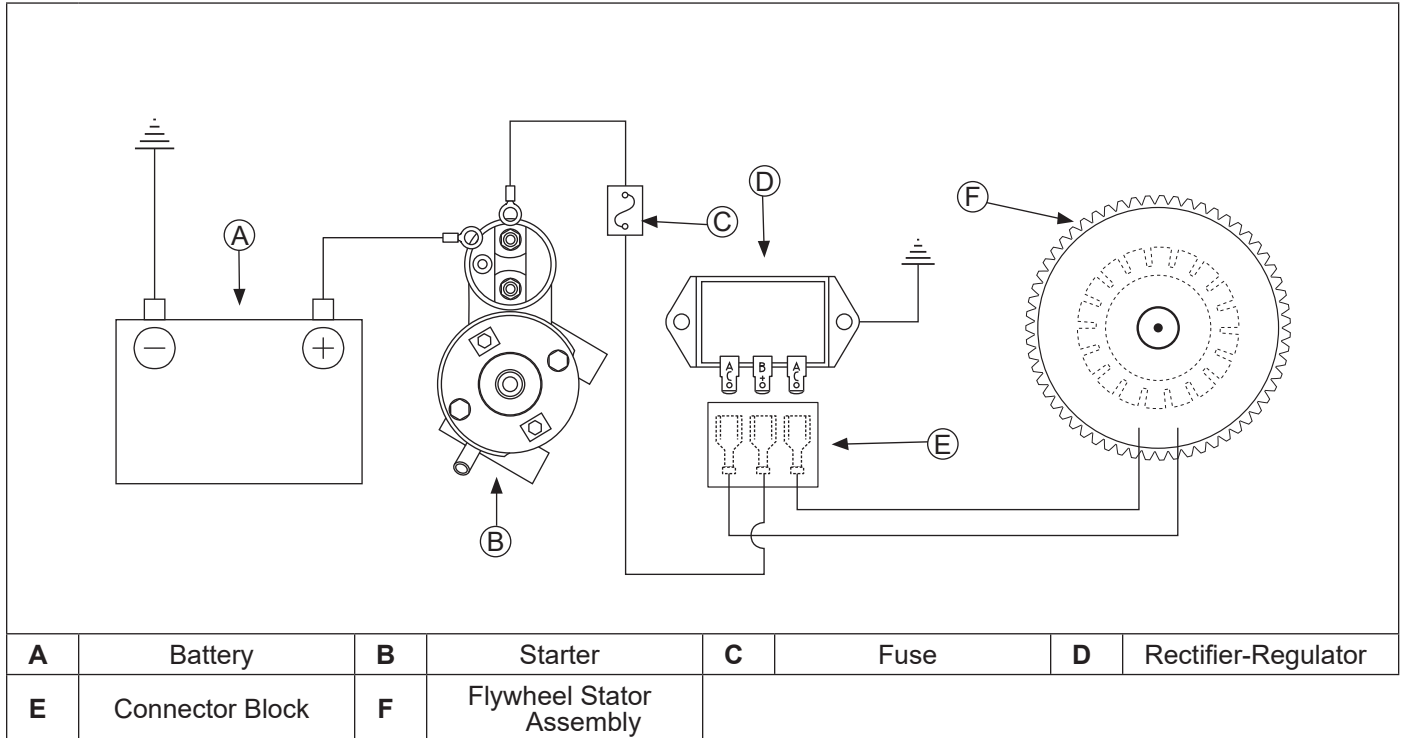 A
B
C
D
E
F
−
+
AC
B+
AC
A Battery B Starter C Fuse D Rectifier-Regulator
E Connector Block F Flywheel Stator
Assembly